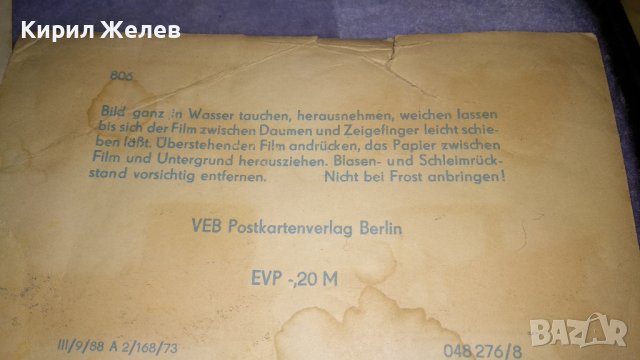 Кирил Желев
806
Bild ganz in Wasser tauchen, herausnehmen, weichen lassen
bis sich der Film zwischen Daumen und Zeigefinger leicht schie-
ben läßt. Überstehenden Film andrücken, das Papier zwischen
Film und Untergrund herausziehen. Blasen- und Schleimrück-
stand vorsichtig entfernen. Nicht bei Frost anbringen!
VEB Postkartenverlag Berlin
EVP -,20 M
III/9/88 A 2/168/73
048 276/8
BAZAR
Кирил Желев